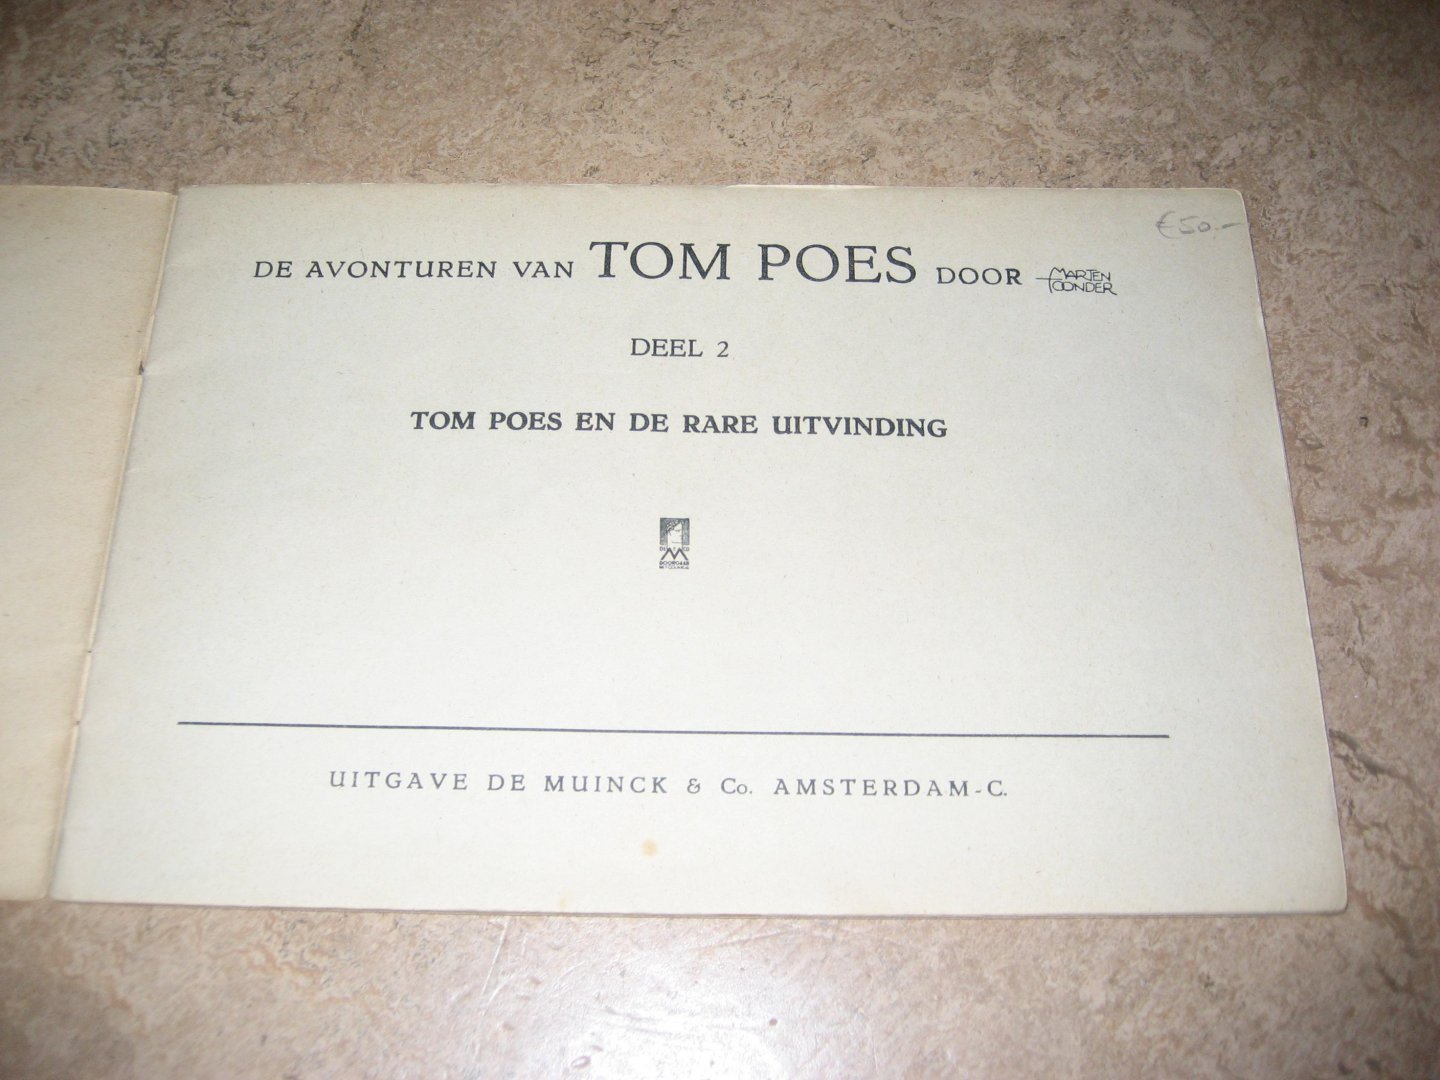 €50.-
DE AVONTUREN VAN TOM POES DOOR MARTEN TOONDER
DEEL 2
TOM POES EN DE RARE UITVINDING
UITGAVE DE MUINCK & Co. AMSTERDAM-C.